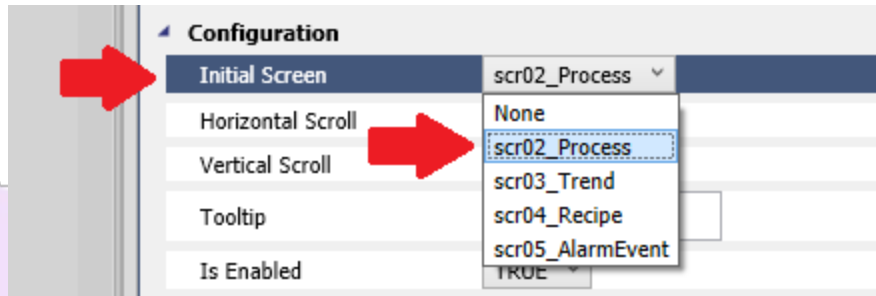 Configuration
Initial Screen scr02_Process
None
Horizontal Scroll
scr02_Process
Vertical Scroll
scr03_Trend
Tooltip scr04_Recipe
scr05_AlarmEvent
Is Enabled TRUE